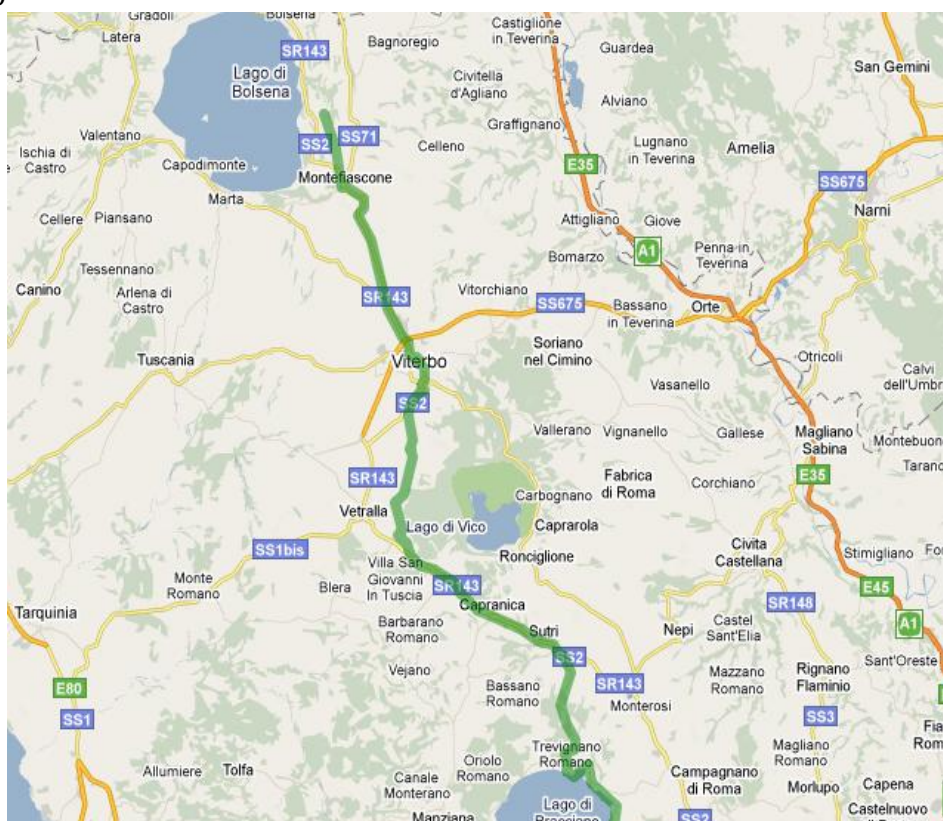 Gradoli
Bolsena
Latera
SR143
Bagnoregio
Castiglione
in Teverina
Guardea
San Gemini
Lago di
Bolsena
Civitella
d'Agliano
Alviano
Graffignano
Valentano
SS2
SS71
Celleno
Lugnano
in Teverina
Amelia
Ischia di
Castro
Capodimonte
E35
Montefiascone
SS675
Marta
Narni
Cellere
Piansano
Attigliano
Giove
A1
Penna in
Teverina
Bomarzo
Tessennano
Canino
Arlena di
Castro
SR143
Vitorchiano
SS675
Bassano
in Teverina
Orte
Soriano
nel Cimino
Otricoli
Tuscania
Viterbo
Calvi
dell'Umbr
Vasanello
SS2
Vallerano
Vignanello
Gallese
Magliano
Sabina
Montebuon
SR143
Fabrica
di Roma
E35
Tarano
Corchiano
Carbognano
Vetralla
Lago di Vico
Caprarola
SS1bis
Ronciglione
Civita
Castellana
Stimigliano
Villa San
Giovanni
In Tuscia
Monte
Romano
Blera
SR143
E45
Capranica
SR148
Tarquinia
Barbarano
Romano
Sutri
Nepi
Castel
Sant'Elia
A1
SS2
Vejano
Sant'Oreste
E80
Bassano
Romano
SR143
Mazzano
Romano
Rignano
Flaminio
Monterosi
SS1
SS3
Trevignano
Romano
Magliano
Romano
Allumiere
Tolfa
Oriolo
Romano
Canale
Monterano
Campagnano
di Roma
Morlupo
Capena
Lago di
Bracciano
Manziana
SS2
Castelnuovo